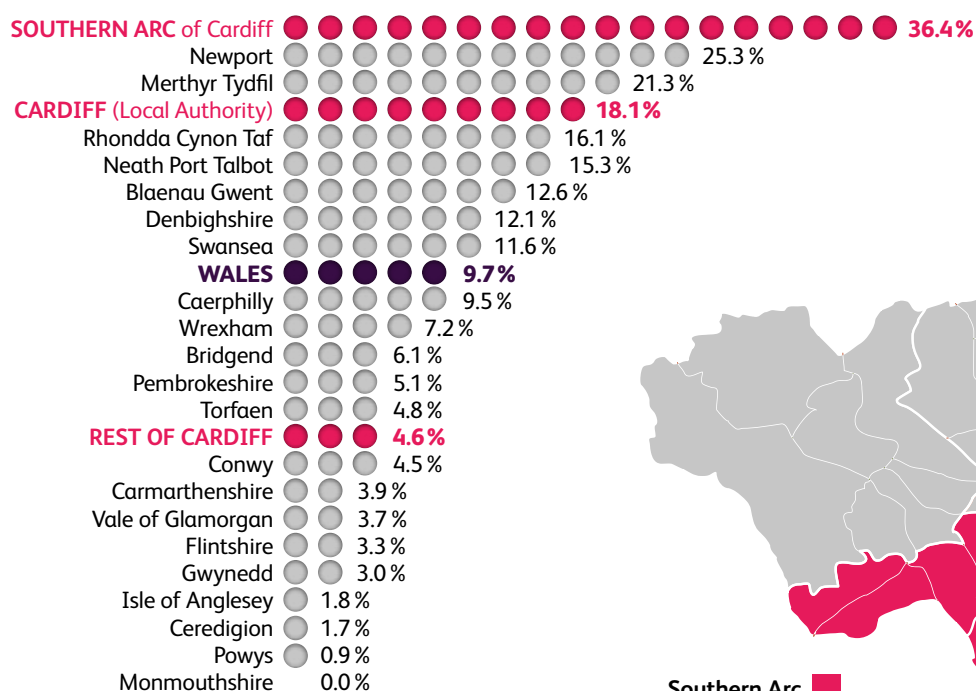 SOUTHERN ARC of Cardiff 36.4%
Newport 25.3%
Merthyr Tydfil 21.3%
CARDIFF (Local Authority) 18.1%
Rhondda Cynon Taf 16.1%
Neath Port Talbot 15.3%
Blaenau Gwent 12.6%
Denbighshire 12.1%
Swansea 11.6%
WALES 9.7%
Caerphilly 9.5%
Wrexham 7.2%
Bridgend 6.1%
Pembrokeshire 5.1%
Torfaen 4.8%
REST OF CARDIFF 4.6%
Conwy 4.5%
Carmarthenshire 3.9%
Vale of Glamorgan 3.7%
Flintshire 3.3%
Gwynedd 3.0%
Isle of Anglesey 1.8%
Ceredigion 1.7%
Powys 0.9%
Monmouthshire 0.0%
Southern Arc